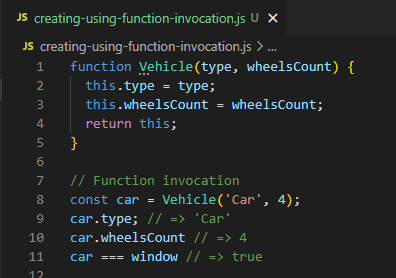 JS creating-using-function-invocation.js U ×
JS creating-using-function-invocation.js > ...
1 function Vehicle(type, wheelsCount) {
2 this.type = type;
3 this.wheelsCount = wheelsCount;
4 return this;
5 }
6
7 // Function invocation
8 const car = Vehicle('Car', 4);
9 car.type; // => 'Car'
10 car.wheelsCount // => 4
11 car === window // => true
12